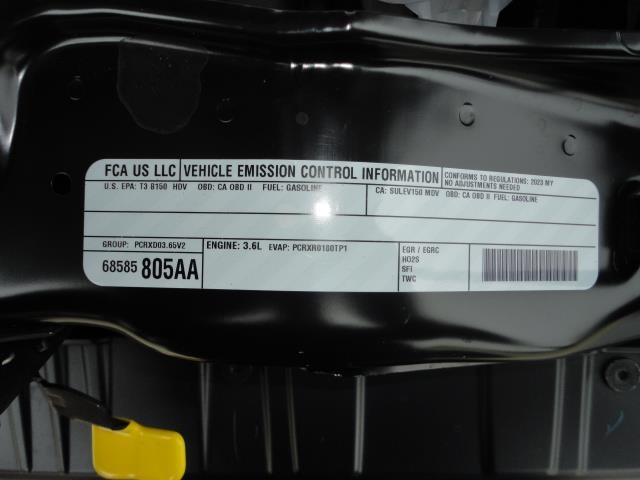 FCA US LLC VEHICLE EMISSION CONTROL INFORMATION CONFORMS TO REGULATIONS: 2023 MY
NO ADJUSTMENTS NEEDED
U.S. EPA: T3 B150 HDV OBD: CA OBD II FUEL: GASOLINE CA: SULEV150 MDV OBD: CA OBD II FUEL: GASOLINE
GROUP: PCRXD03.65V2 ENGINE: 3.6L EVAP: PCRXR0180TP1
68585 805AA
EGR / EGRC
HO2S
SFI
TWC